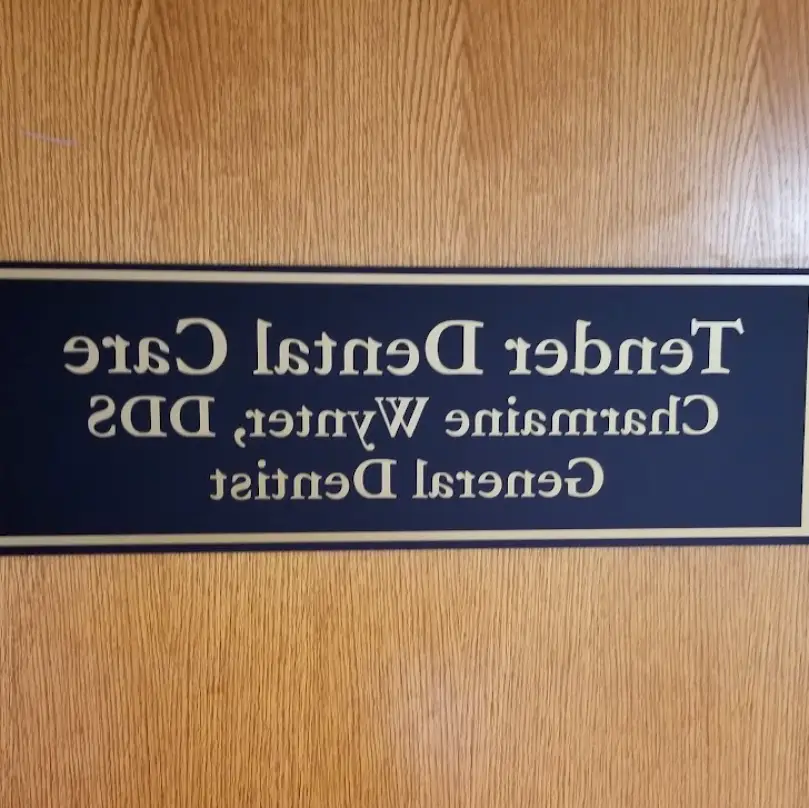 Tender Dental Care
Charmaine Wynter, DDS
General Dentist